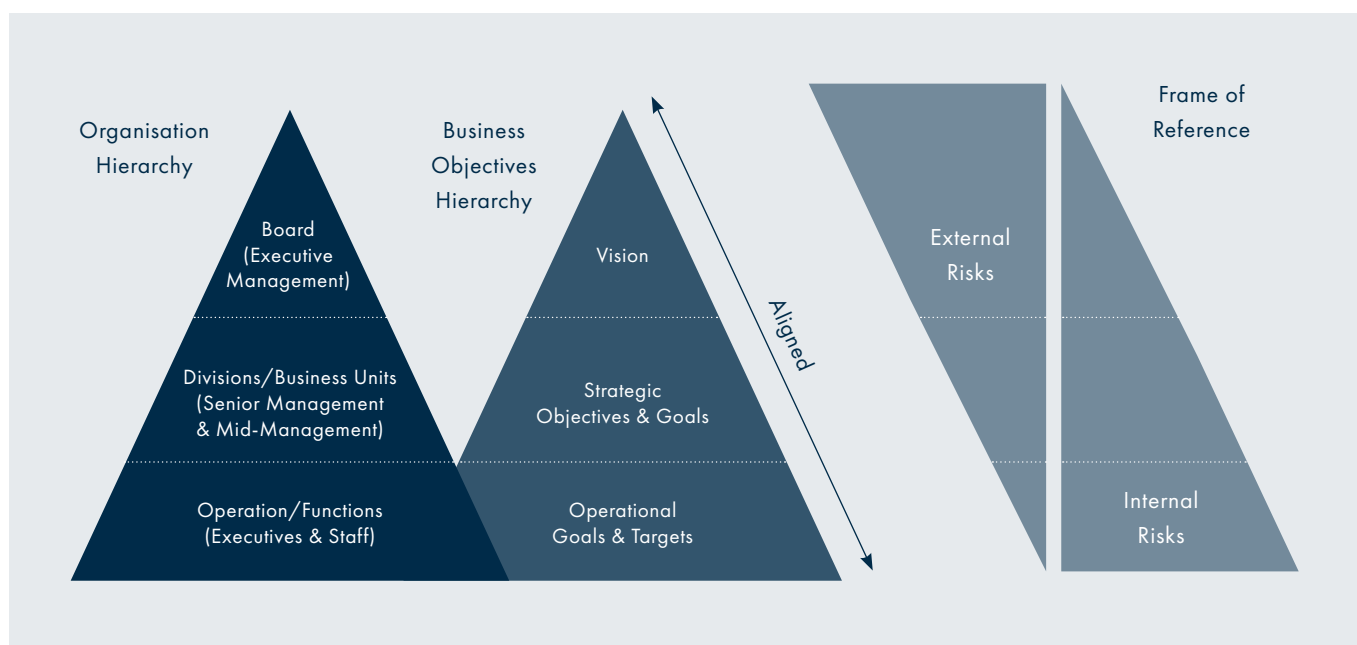 Organisation
Hierarchy
Board
(Executive
Management)
Divisions/Business Units
(Senior Management
& Mid-Management)
Operation/Functions
(Executives & Staff)
Business
Objectives
Hierarchy
Vision
Strategic
Objectives & Goals
Operational
Goals & Targets
Aligned
External
Risks
Frame of
Reference
Internal
Risks